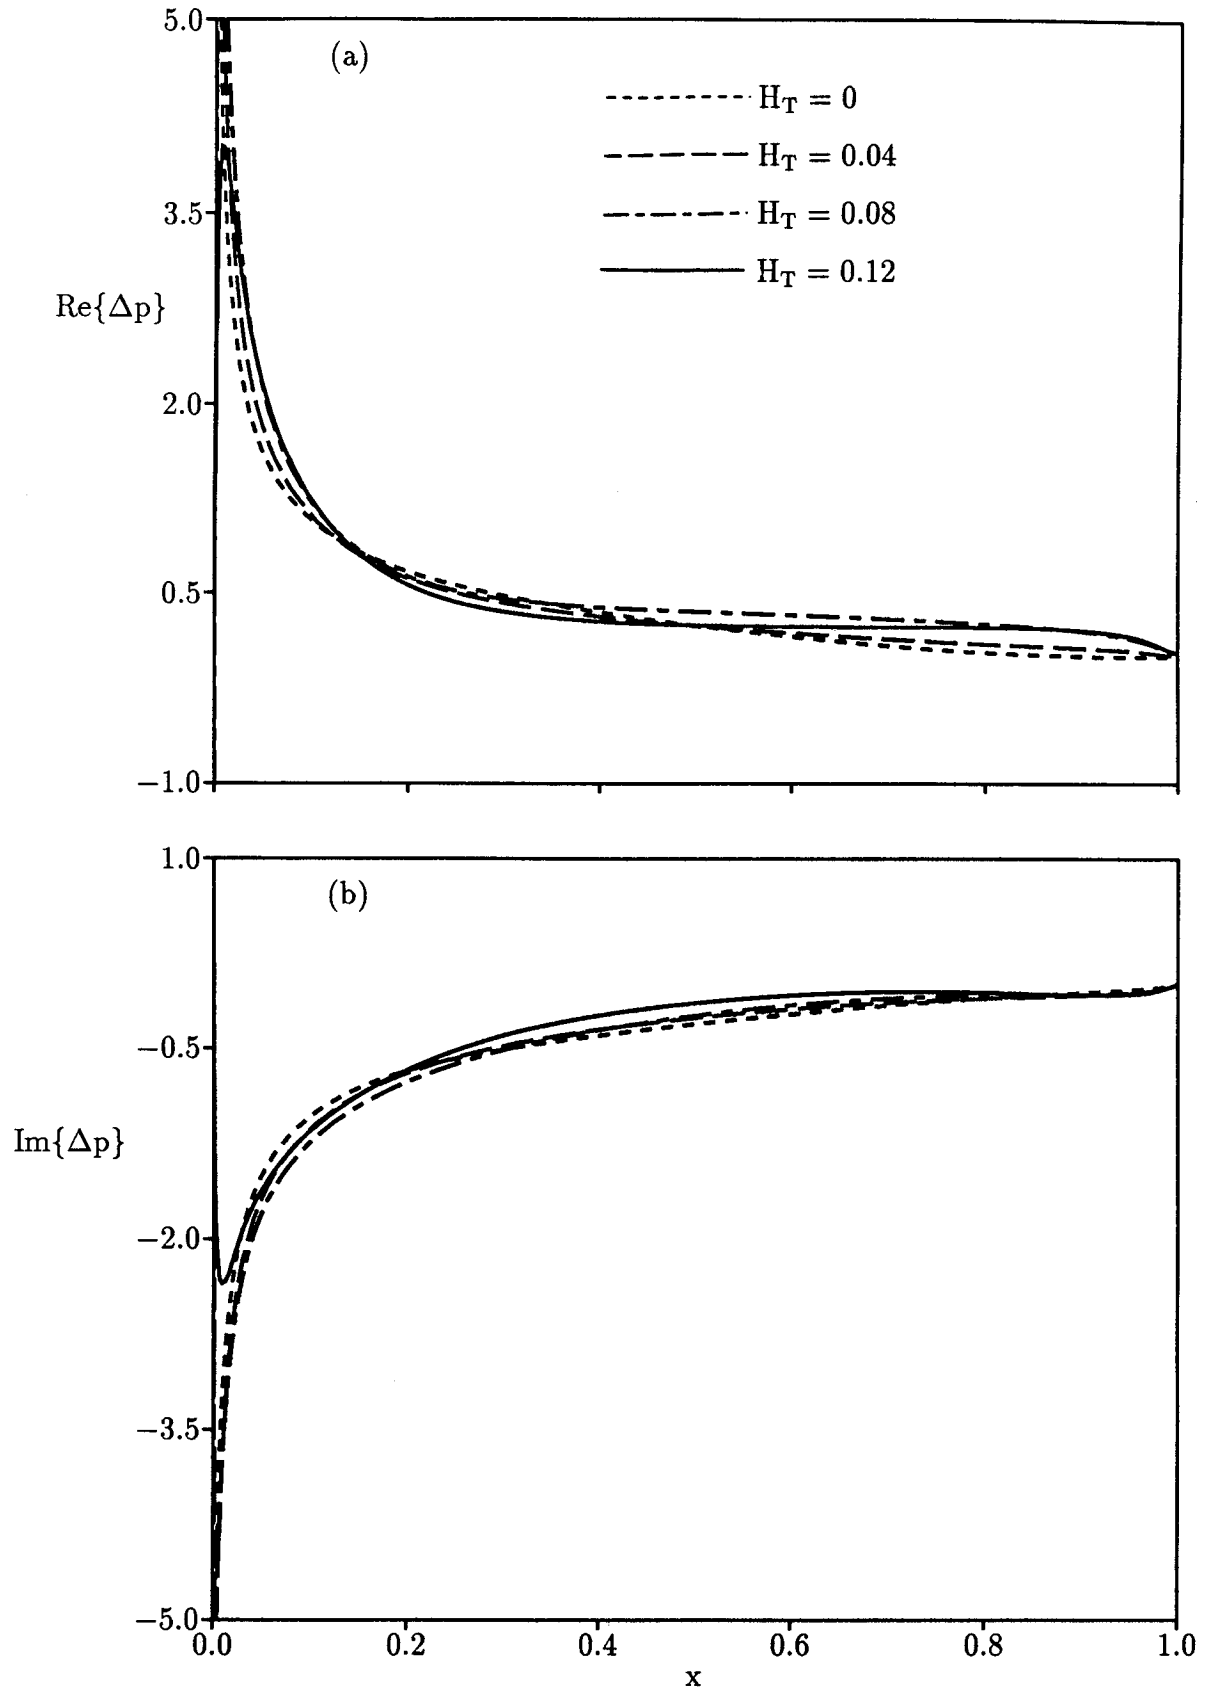 5.0
(a)
H_T = 0
H_T = 0.04
3.5
H_T = 0.08
H_T = 0.12
Re{Δp}
2.0
0.5
−1.0
1.0
(b)
−0.5
Im{Δp}
−2.0
−3.5
−5.0
0.0 0.2 0.4 0.6 0.8 1.0
x